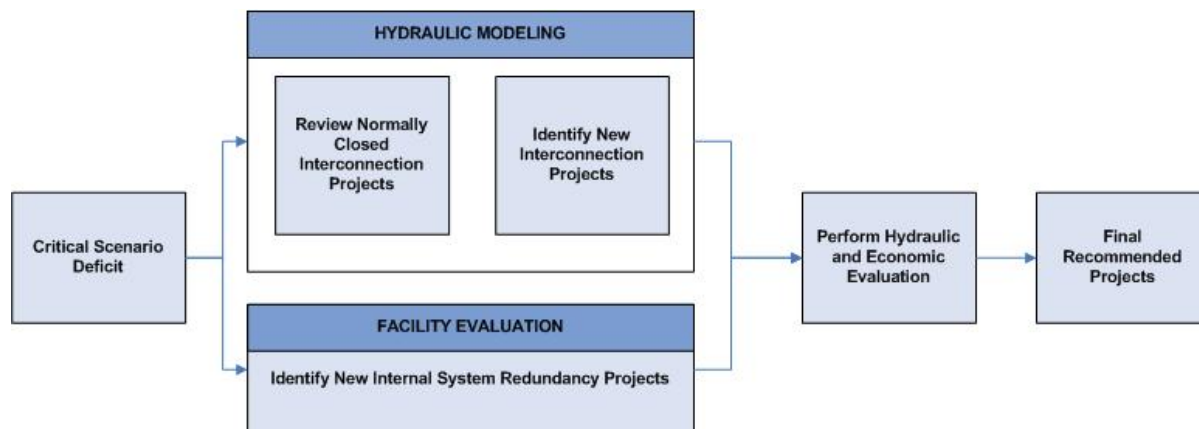 HYDRAULIC MODELING
Review Normally
Closed
Interconnection
Projects
Identify New
Interconnection
Projects
Critical Scenario
Deficit
Perform Hydraulic
and Economic
Evaluation
Final
Recommended
Projects
FACILITY EVALUATION
Identify New Internal System Redundancy Projects